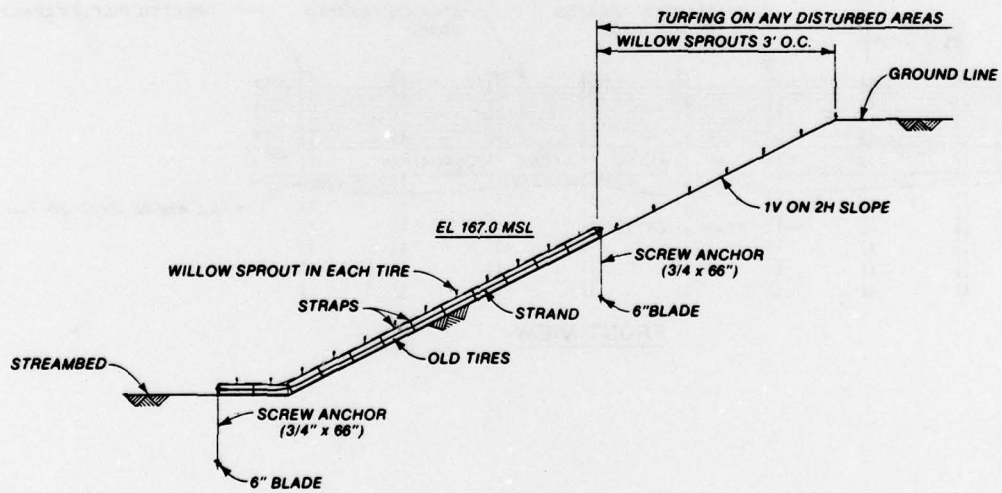 TURFING ON ANY DISTURBED AREAS
WILLOW SPROUTS 3' O.C.
GROUND LINE
1V ON 2H SLOPE
EL 167.0 MSL
SCREW ANCHOR
(3/4 x 66")
WILLOW SPROUT IN EACH TIRE
STRAPS
STRAND
6" BLADE
OLD TIRES
STREAMBED
SCREW ANCHOR
(3/4" x 66")
6" BLADE